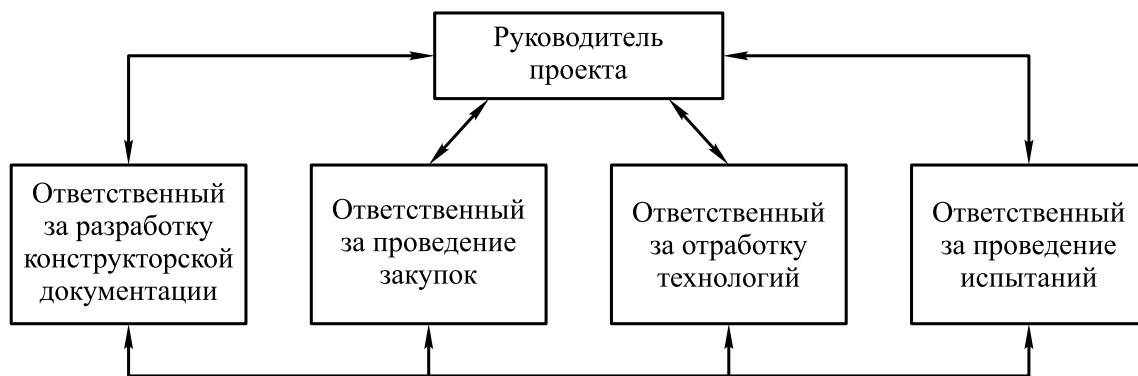 Руководитель
проекта
Ответственный
за разработку
конструкторской
документации
Ответственный
за проведение
закупок
Ответственный
за отработку
технологий
Ответственный
за проведение
испытаний